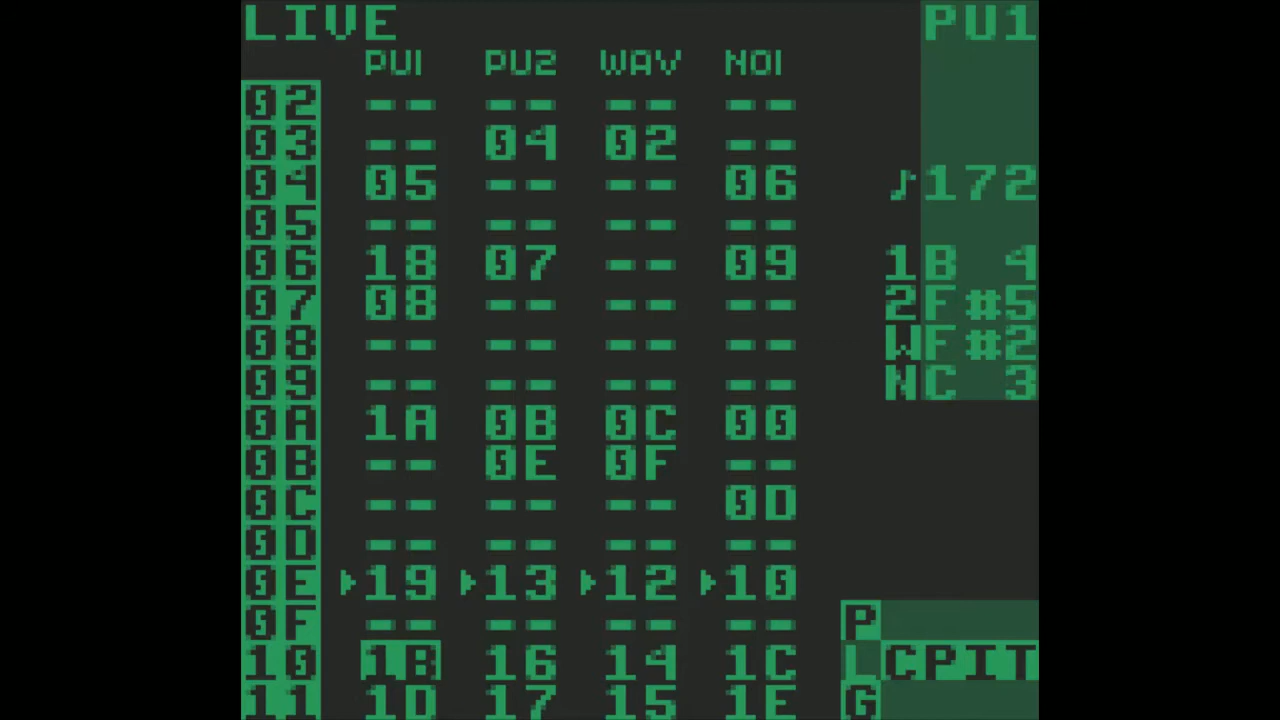 LIVE PU1
PU1 PU2 WAV NOI
02 -- -- -- --
03 -- 04 02 --
04 05 -- -- 06 ♪172
05 -- -- -- --
06 18 07 -- 09 1B 4
07 08 -- -- -- 2F#5
08 -- -- -- -- WF#2
09 -- -- -- -- NC 3
0A 1A 0B 0C 00
0B -- 0E 0F --
0C -- -- -- 0D
0D -- -- -- --
0E 19 13 12 10
0F -- -- -- -- P
10 1B 16 14 1C LCPIT
11 1D 17 15 1E G